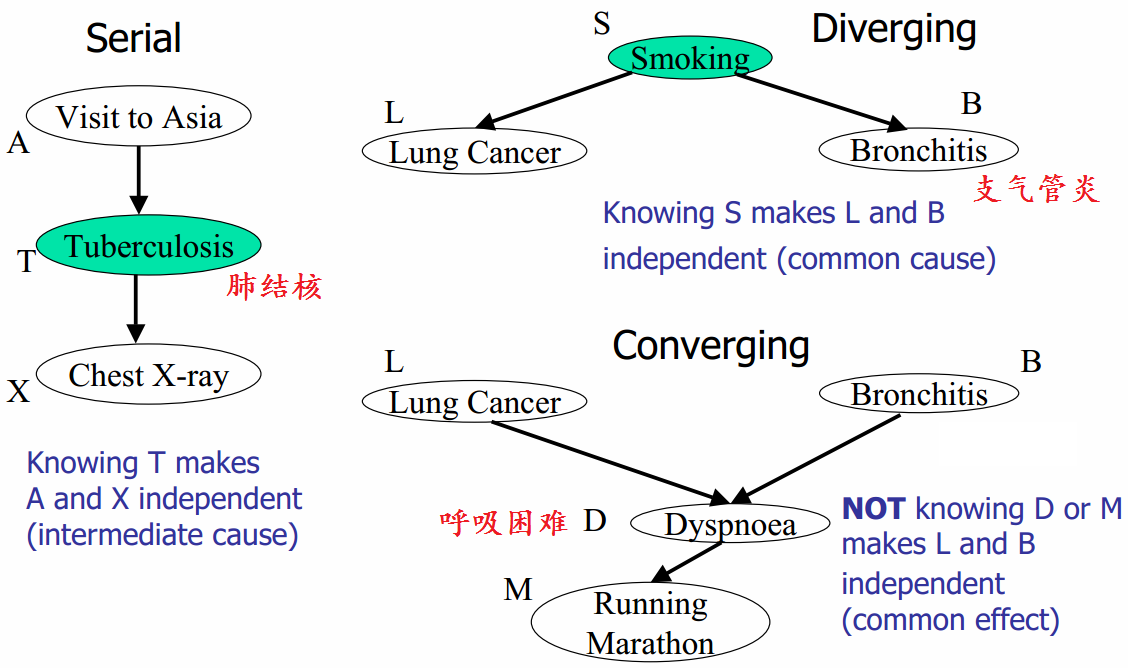 Serial
A
Visit to Asia
T
Tuberculosis
肺结核
X
Chest X-ray
Knowing T makes
A and X independent
(intermediate cause)
Diverging
S
Smoking
L
Lung Cancer
B
Bronchitis
支气管炎
Knowing S makes L and B
independent (common cause)
Converging
L
Lung Cancer
B
Bronchitis
呼吸困难
D
Dyspnoea
M
Running
Marathon
NOT knowing D or M
makes L and B
independent
(common effect)